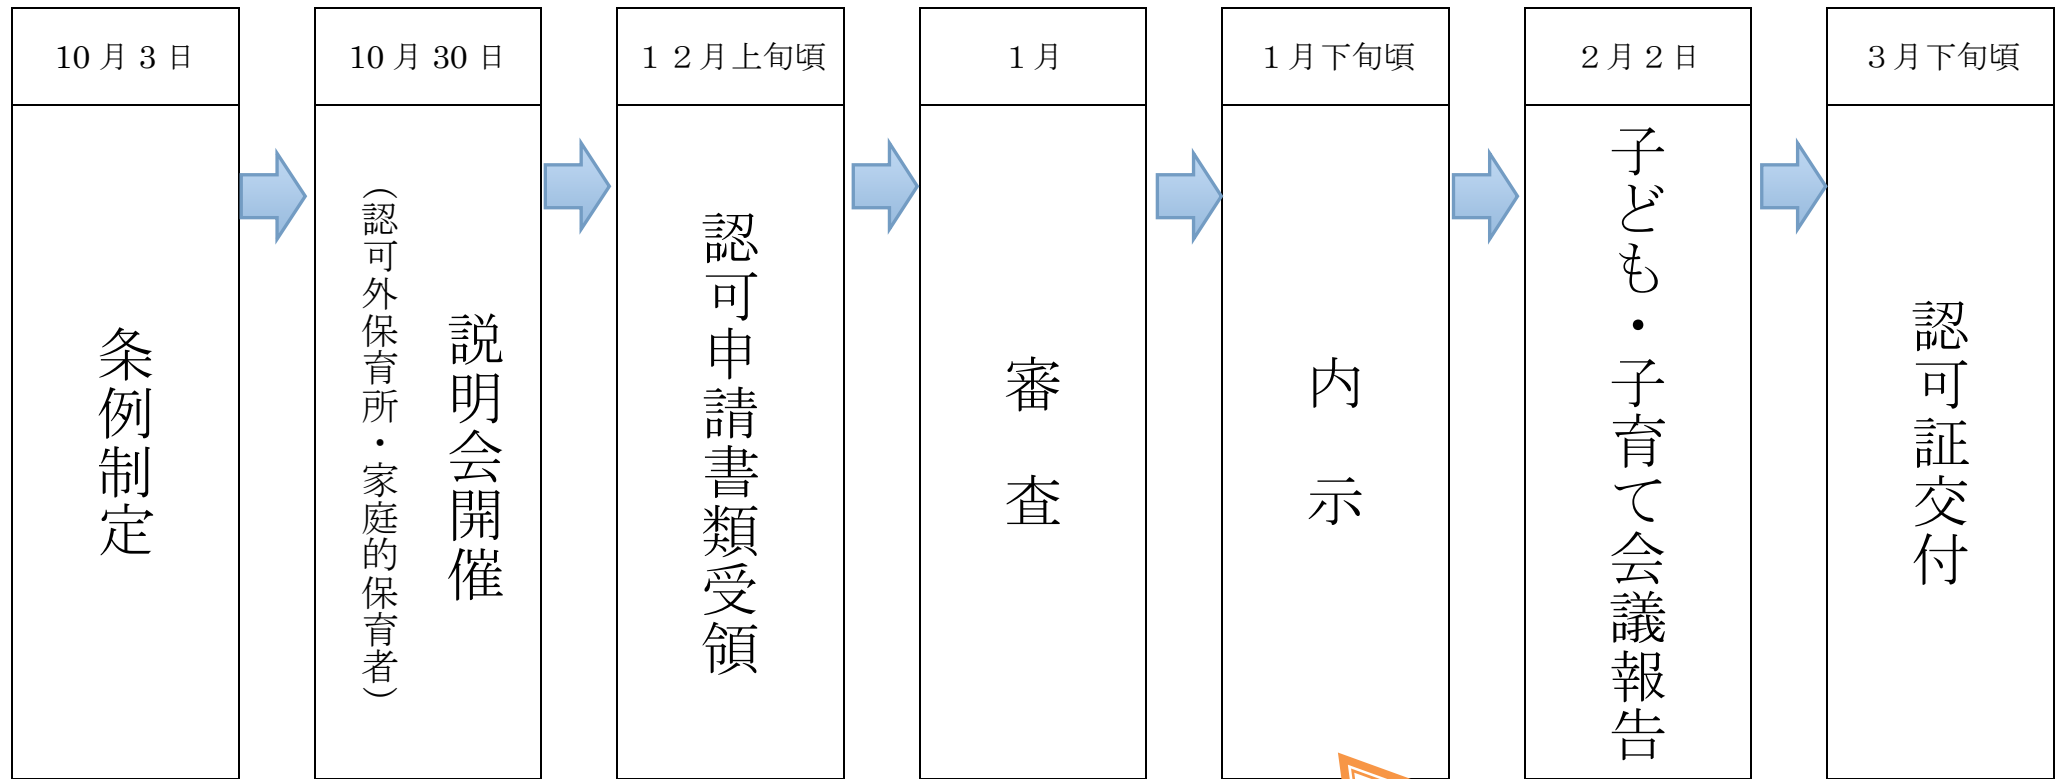 10月3日
条例制定
10月30日
説明会開催
（認可外保育所・家庭的保育者）
１２月上旬頃
認可申請書類受領
１月
審査
１月下旬頃
内示
２月２日
子ども・子育て会議報告
３月下旬頃
認可証交付